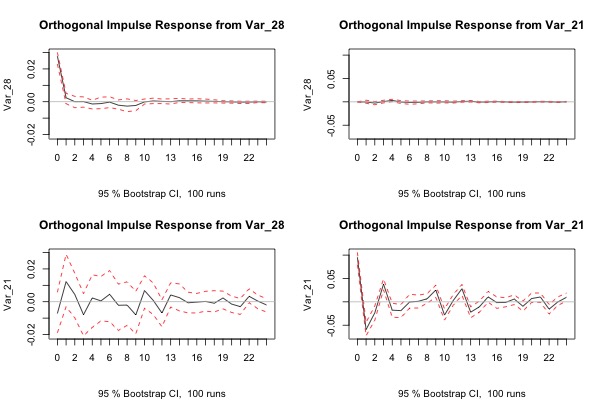 Orthogonal Impulse Response from Var_28
Var_28
0.02
0.00
-0.02
0 2 4 6 8 10 13 16 19 22
95 % Bootstrap CI, 100 runs
Orthogonal Impulse Response from Var_21
Var_28
0.05
-0.05
0 2 4 6 8 10 13 16 19 22
95 % Bootstrap CI, 100 runs
Orthogonal Impulse Response from Var_28
Var_21
0.02
0.00
-0.02
0 2 4 6 8 10 13 16 19 22
95 % Bootstrap CI, 100 runs
Orthogonal Impulse Response from Var_21
Var_21
0.05
-0.05
0 2 4 6 8 10 13 16 19 22
95 % Bootstrap CI, 100 runs